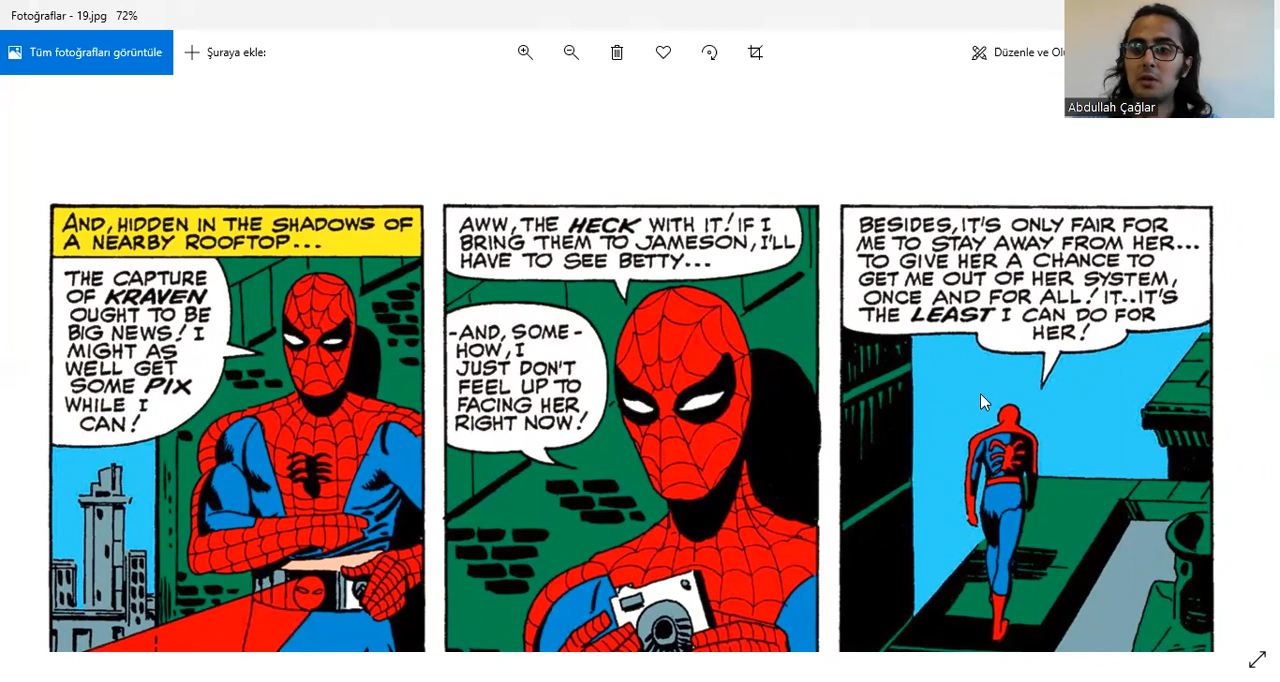 Fotoğraflar - 19.jpg 72%
Tüm fotoğrafları görüntüle
Şuraya ekle:
Düzenle ve Olu
Abdullah Çağlar
AND, HIDDEN IN THE SHADOWS OF
A NEARBY ROOFTOP...
THE CAPTURE
OF KRAVEN
OUGHT TO BE
BIG NEWS! I
MIGHT AS
WELL GET
SOME PIX
WHILE I
CAN!
AWW, THE HECK WITH IT! IF I
BRING THEM TO JAMESON, I'LL
HAVE TO SEE BETTY...
-AND, SOME-
HOW, I
JUST DON'T
FEEL UP TO
FACING HER
RIGHT NOW!
BESIDES, IT'S ONLY FAIR FOR
ME TO STAY AWAY FROM HER...
TO GIVE HER A CHANCE TO
GET ME OUT OF HER SYSTEM,
ONCE AND FOR ALL! IT..IT'S
THE LEAST I CAN DO FOR
HER!